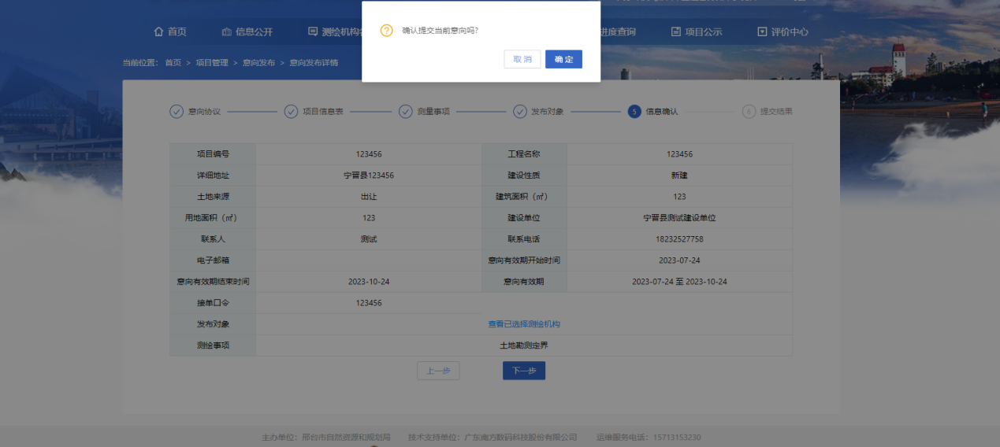 确认提交当前意向吗?
取 消 确 定
首页 信息公开 测绘机构 进度查询 项目公示 评价中心
当前位置： 首页 > 项目管理 > 意向发布 > 意向发布详情
意向协议 项目信息表 测量事项 发布对象 5 信息确认 6 提交结果
项目编号 123456 工程名称 123456
详细地址 宁晋县123456 建设性质 新建
土地来源 出让 建筑面积（㎡） 123
用地面积（㎡） 123 建设单位 宁晋县测试建设单位
联系人 测试 联系电话 18232527758
电子邮箱 意向有效期开始时间 2023-07-24
意向有效期结束时间 2023-10-24 意向有效期 2023-07-24 至 2023-10-24
接单口令 123456
发布对象 查看已选择测绘机构
测绘事项 土地勘测定界
上一步 下一步
主办单位：邢台市自然资源和规划局 技术支持单位：广东南方数码科技股份有限公司 运维服务电话：15713153230